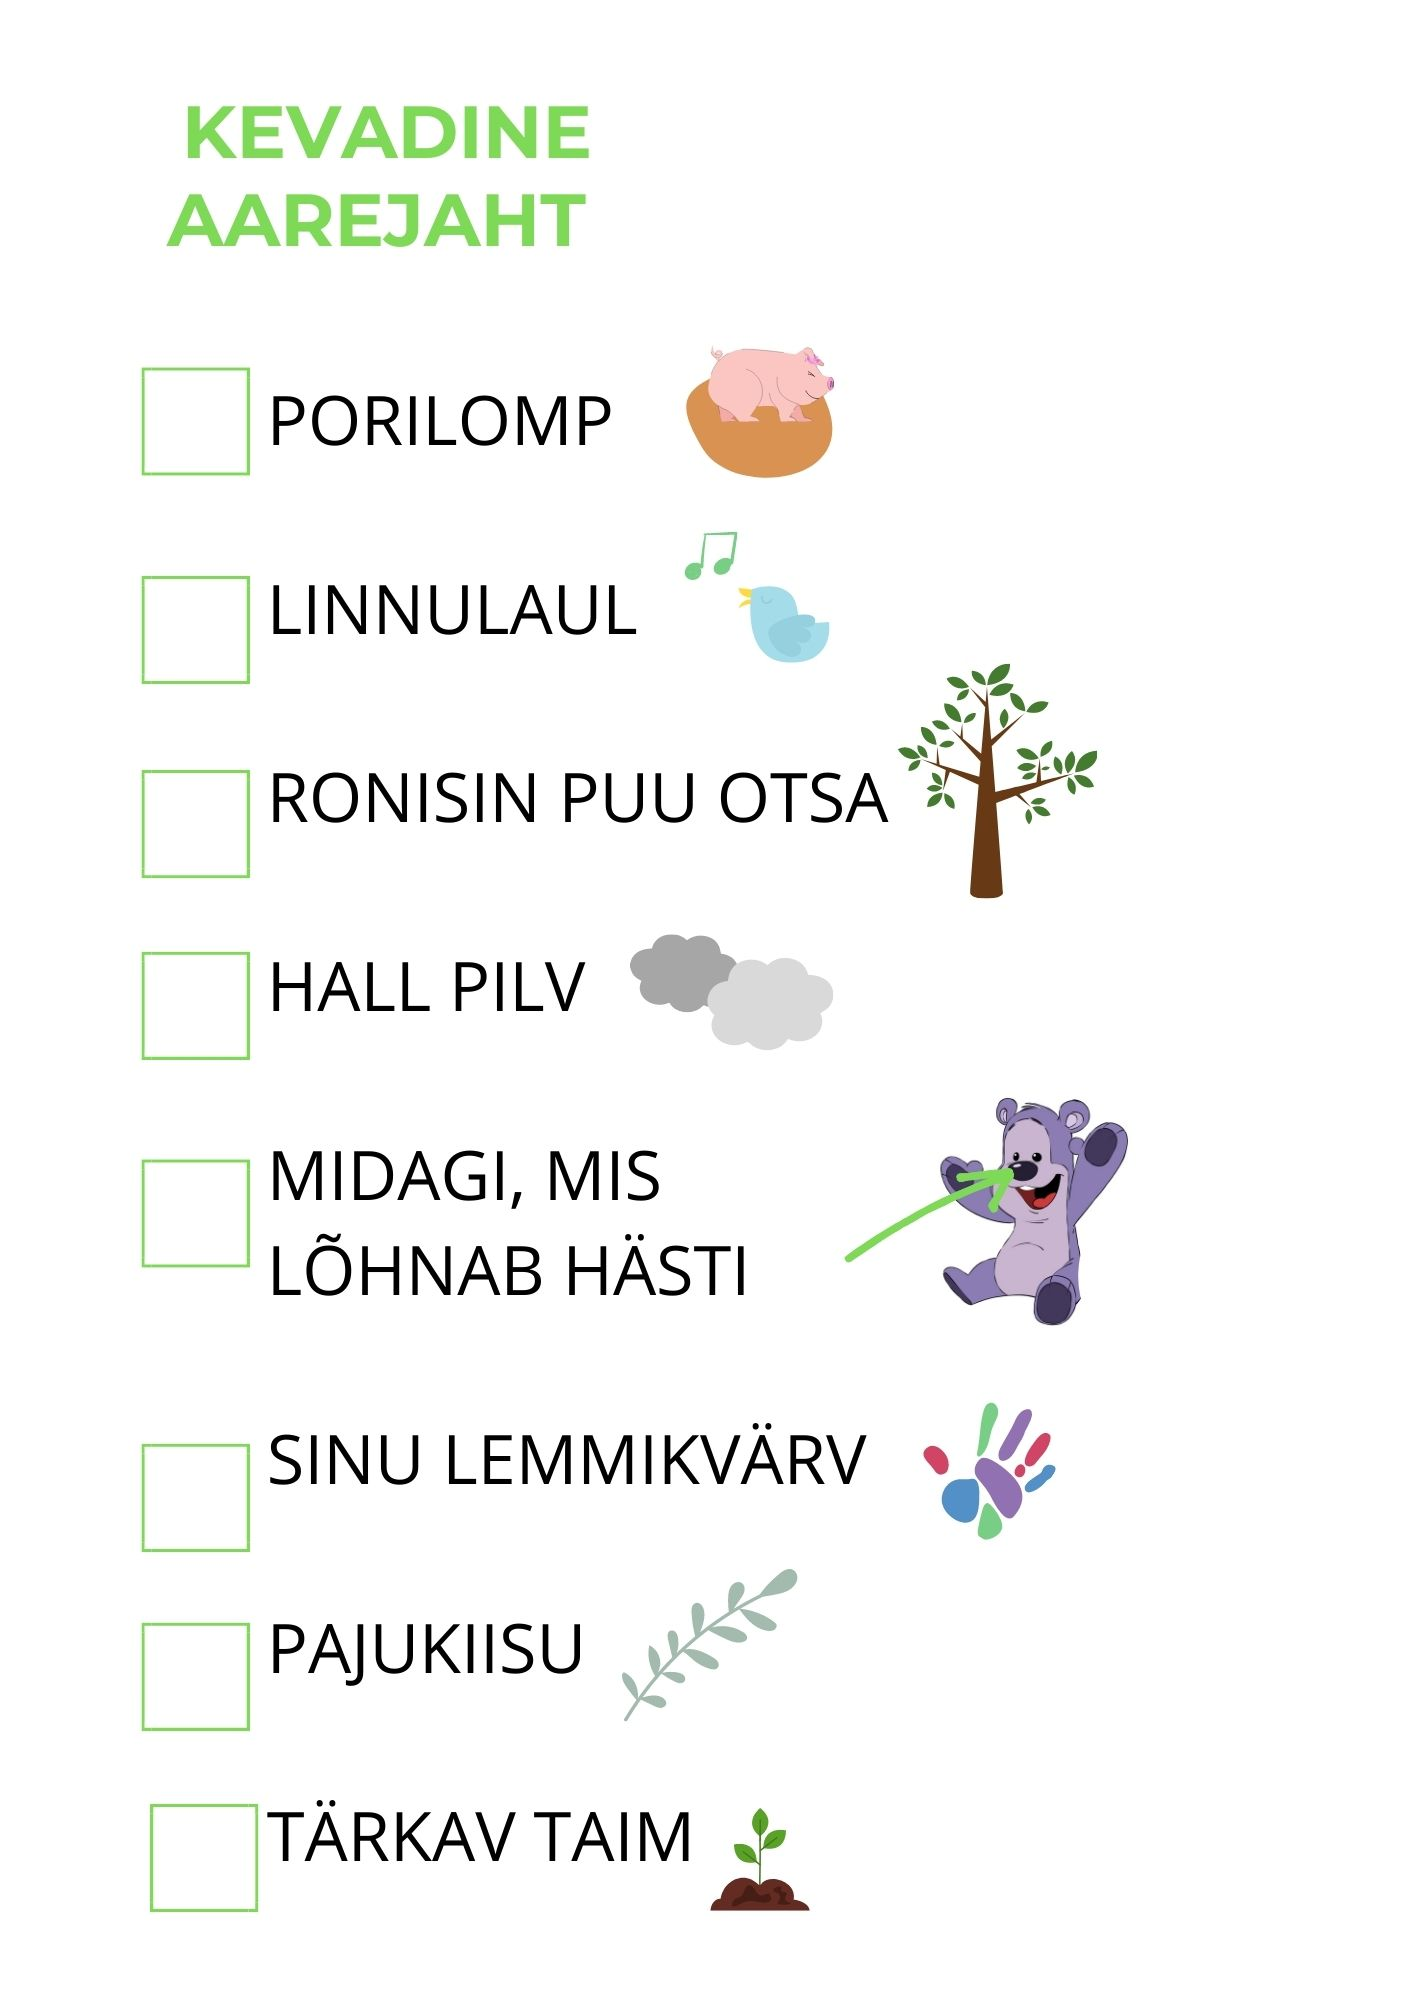 KEVADINE
AAREJAHT
PORILOMP
LINNULAUL
RONISIN PUU OTSA
HALL PILV
MIDAGI, MIS
LÕHNAB HÄSTI
SINU LEMMIKVÄRV
PAJUKIISU
TÄRKAV TAIM